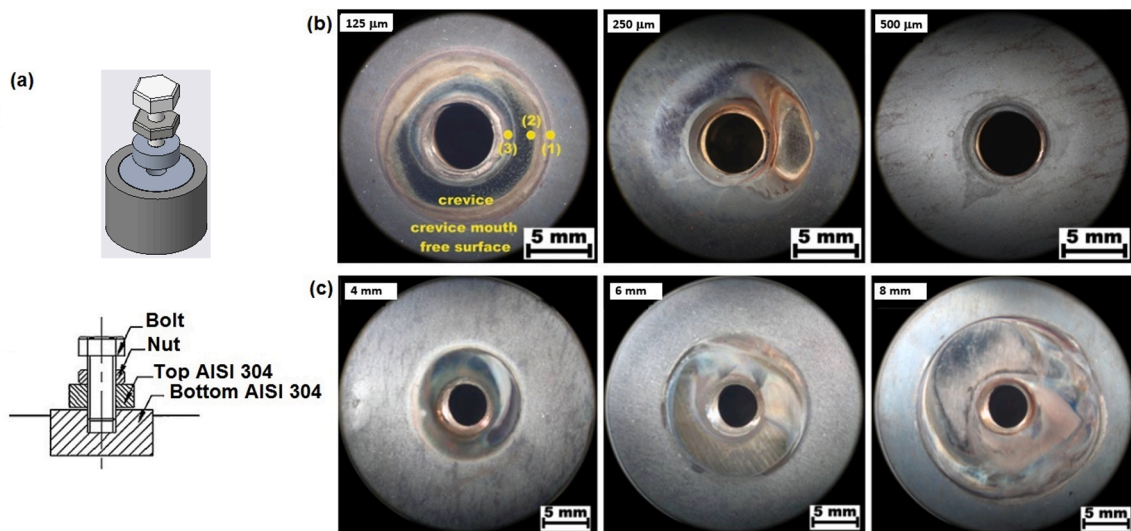 (a)
Bolt
Nut
Top AISI 304
Bottom AISI 304
(b)
125 µm
(3)
(2)
(1)
crevice
crevice mouth
free surface
5 mm
250 µm
5 mm
500 µm
5 mm
(c)
4 mm
5 mm
6 mm
5 mm
8 mm
5 mm